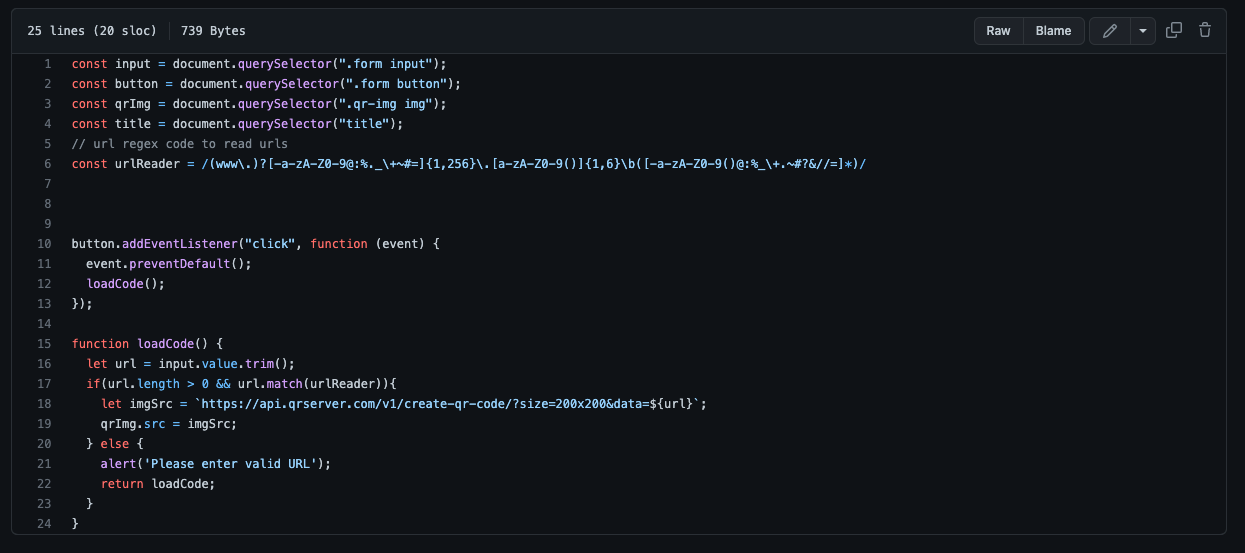 25 lines (20 sloc) 739 Bytes Raw Blame
1 const input = document.querySelector(".form input");
2 const button = document.querySelector(".form button");
3 const qrImg = document.querySelector(".qr-img img");
4 const title = document.querySelector("title");
5 // url regex code to read urls
6 const urlReader = /(www\.)?[-a-zA-Z0-9@:%._\+~#=]{1,256}\.[a-zA-Z0-9()]{1,6}\b([-a-zA-Z0-9()@:%_\+.~#?&//=]*)/
7
8
9
10 button.addEventListener("click", function (event) {
11   event.preventDefault();
12   loadCode();
13 });
14
15 function loadCode() {
16   let url = input.value.trim();
17   if(url.length > 0 && url.match(urlReader)){
18     let imgSrc = `https://api.qrserver.com/v1/create-qr-code/?size=200x200&data=${url}`;
19     qrImg.src = imgSrc;
20   } else {
21     alert('Please enter valid URL');
22     return loadCode;
23   }
24 }